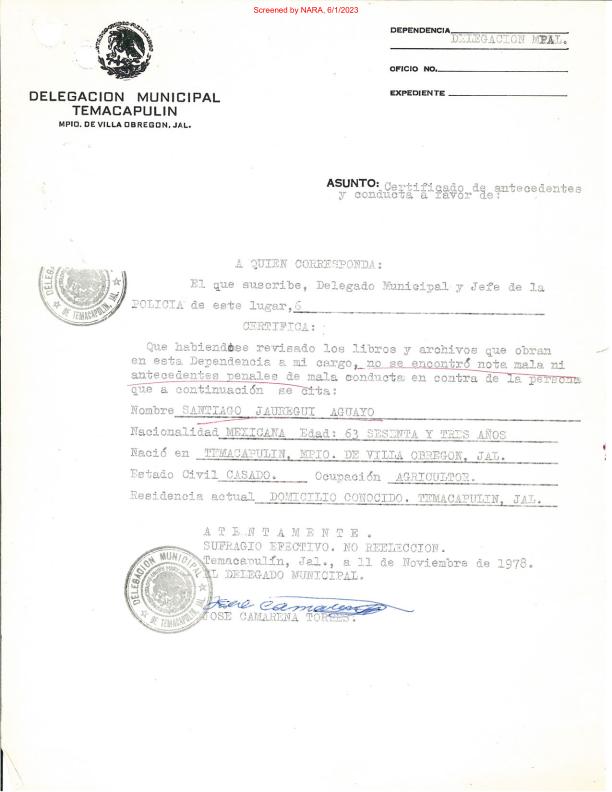 Screened by NARA, 6/1/2023
DEPENDENCIA
DELEGACION MPAL.
OFICIO NO.
EXPEDIENTE
DELEGACION MUNICIPAL
TEMACAPULIN
MPIO. DE VILLA OBREGON, JAL.
ASUNTO: Certificado de antecedentes
y conducta a favor de:
A QUIEN CORRESPONDA:
El que suscribe, Delegado Municipal y Jefe de la
POLICIA de este lugar,6
CERTIFICA:
Que habiendose revisado los libros y archivos que obran
en esta Dependencia a mi cargo, no se encontró nota mala ni
antecedentes penales de mala conducta en contra de la persona
que a continuación se cita:
Nombre SANTIAGO JAUREGUI AGUAYO
Nacionalidad MEXICANA Edad: 63 SESENTA Y TRES AÑOS
Nació en TEMACAPULIN, MPIO. DE VILLA OBREGON, JAL.
Estado Civil CASADO. Ocupación AGRICULTOR.
Residencia actual DOMICILIO CONOCIDO. TEMACAPULIN, JAL.
A T E N T A M E N T E .
SUFRAGIO EFECTIVO. NO REELECCION.
Temacapulín, Jal., a 11 de Noviembre de 1978.
EL DELEGADO MUNICIPAL.
DELEGACION MUNICIPAL
DE TEMACAPULIN, JAL.
Jose Camarena
JOSE CAMARENA TORRES.